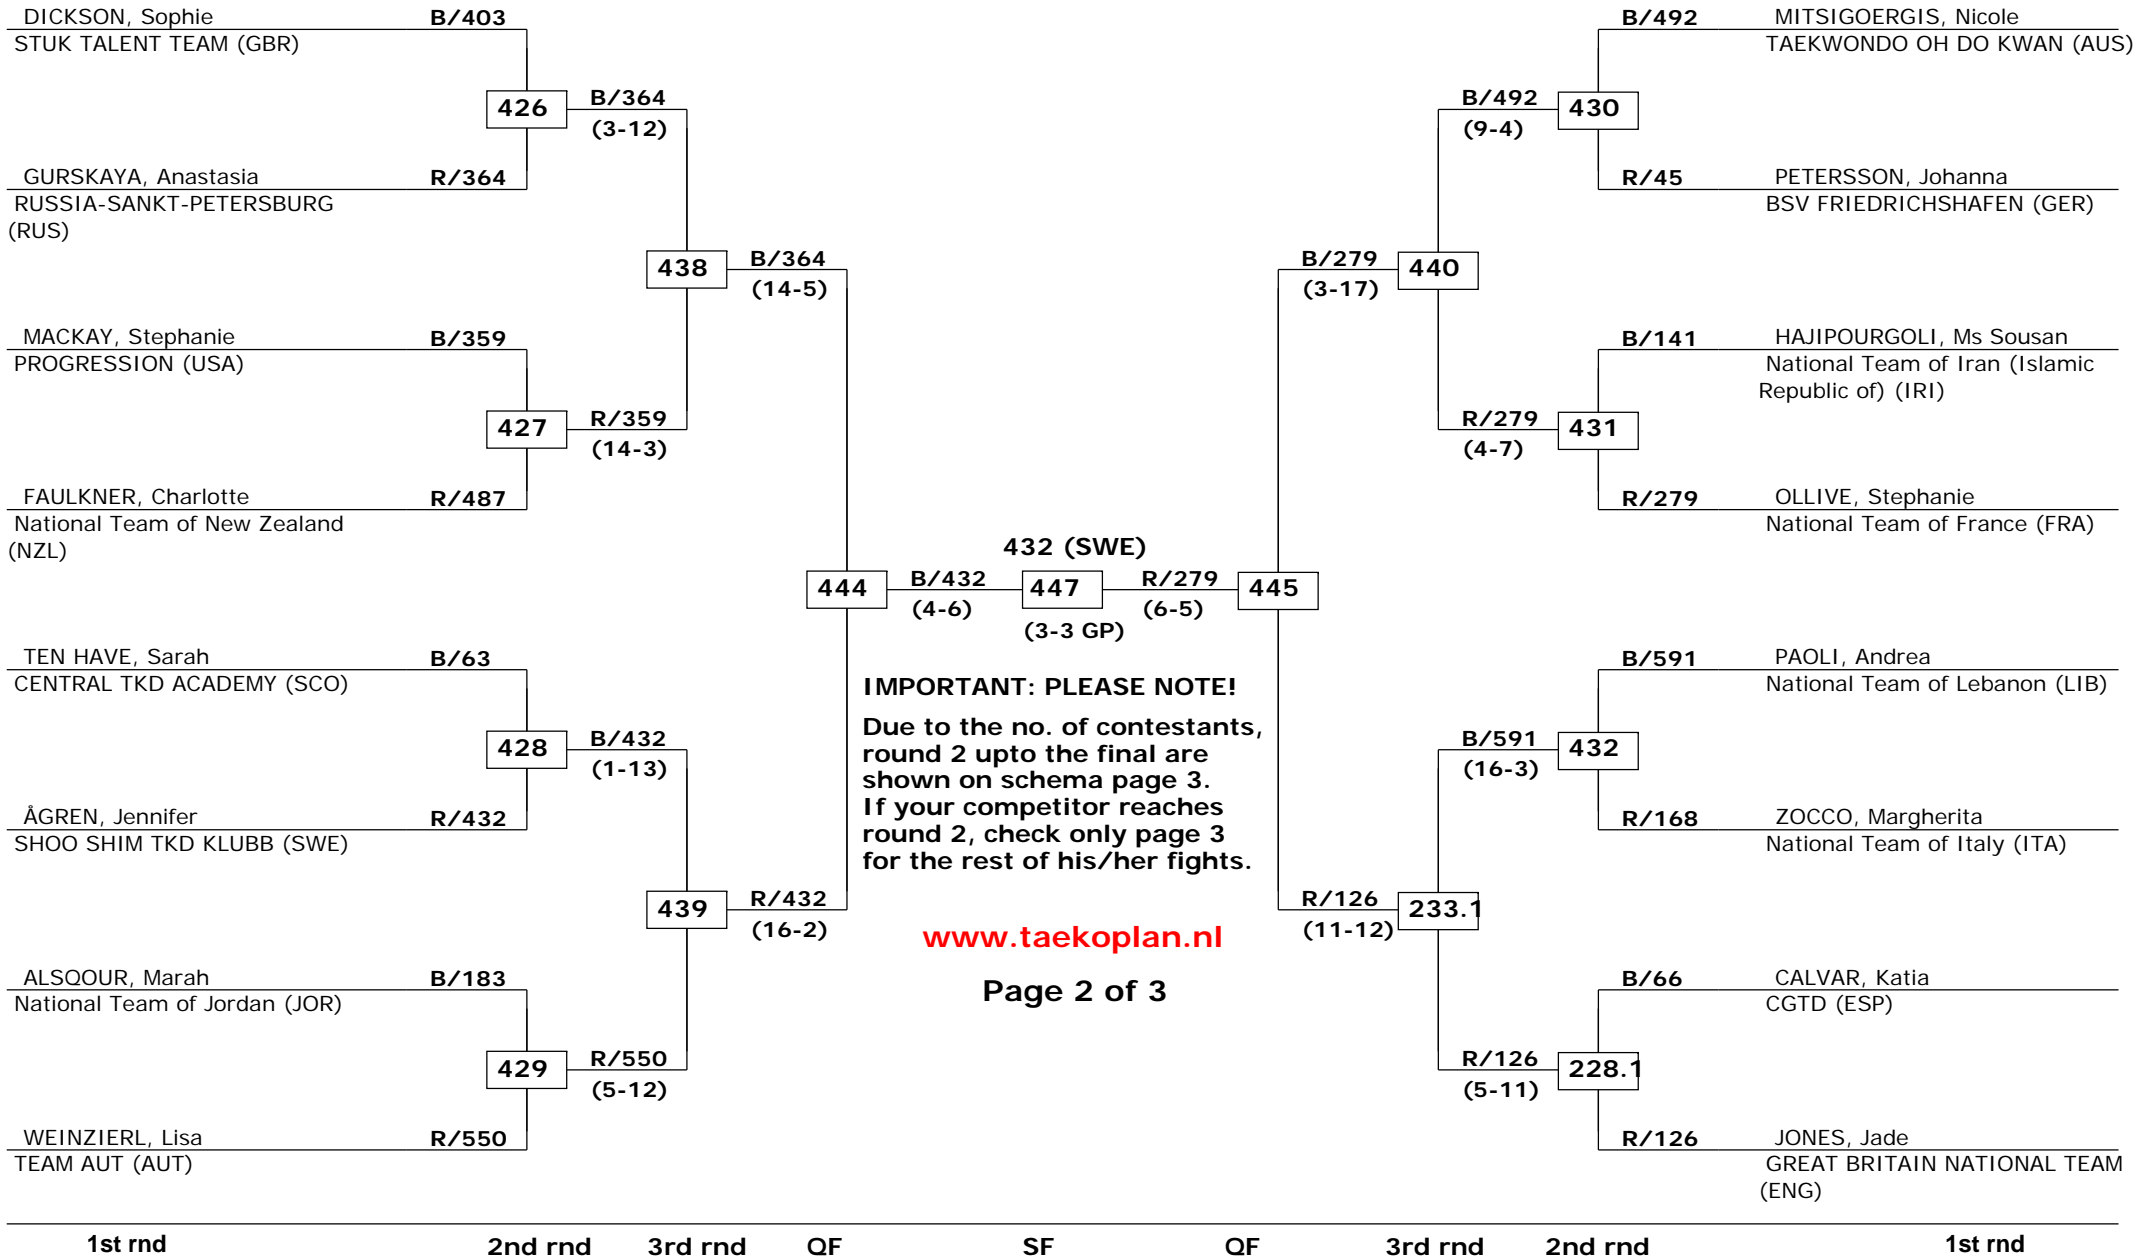 DICKSON, Sophie
B/403
STUK TALENT TEAM (GBR)
426
B/364
(3-12)
GURSKAYA, Anastasia
R/364
RUSSIA-SANKT-PETERSBURG
(RUS)
438
B/364
(14-5)
MACKAY, Stephanie
B/359
PROGRESSION (USA)
427
R/359
(14-3)
FAULKNER, Charlotte
R/487
National Team of New Zealand
(NZL)
444
B/432
(4-6)
TEN HAVE, Sarah
B/63
CENTRAL TKD ACADEMY (SCO)
428
B/432
(1-13)
ÅGREN, Jennifer
R/432
SHOO SHIM TKD KLUBB (SWE)
439
R/432
(16-2)
ALSQOUR, Marah
B/183
National Team of Jordan (JOR)
429
R/550
(5-12)
WEINZIERL, Lisa
R/550
TEAM AUT (AUT)
432 (SWE)
447
(3-3 GP)
IMPORTANT: PLEASE NOTE!
Due to the no. of contestants,
round 2 upto the final are
shown on schema page 3.
If your competitor reaches
round 2, check only page 3
for the rest of his/her fights.
www.taekoplan.nl
Page 2 of 3
B/492
MITSIGOERGIS, Nicole
TAEKWONDO OH DO KWAN (AUS)
B/492
430
(9-4)
R/45
PETERSSON, Johanna
BSV FRIEDRICHSHAFEN (GER)
B/279
440
(3-17)
B/141
HAJIPOURGOLI, Ms Sousan
National Team of Iran (Islamic
Republic of) (IRI)
R/279
431
(4-7)
R/279
OLLIVE, Stephanie
National Team of France (FRA)
R/279
445
(6-5)
B/591
PAOLI, Andrea
National Team of Lebanon (LIB)
B/591
432
(16-3)
R/168
ZOCCO, Margherita
National Team of Italy (ITA)
R/126
233.1
(11-12)
B/66
CALVAR, Katia
CGTD (ESP)
R/126
228.1
(5-11)
R/126
JONES, Jade
GREAT BRITAIN NATIONAL TEAM
(ENG)
1st rnd 2nd rnd 3rd rnd QF SF QF 3rd rnd 2nd rnd 1st rnd